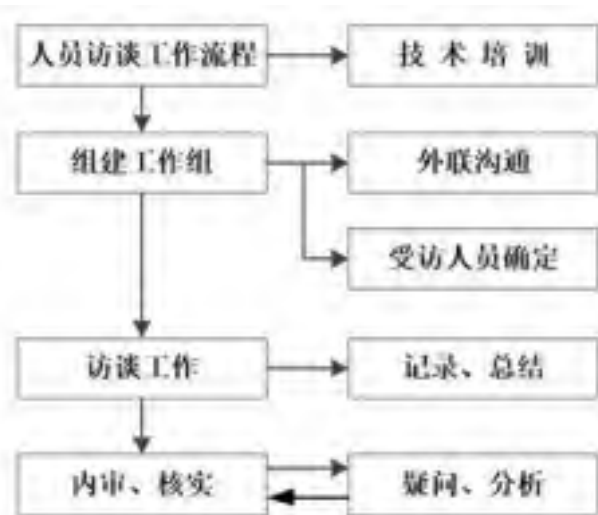 人员访谈工作流程
技术培训
组建工作组
外联沟通
受访人员确定
访谈工作
记录、总结
内审、核实
疑问、分析